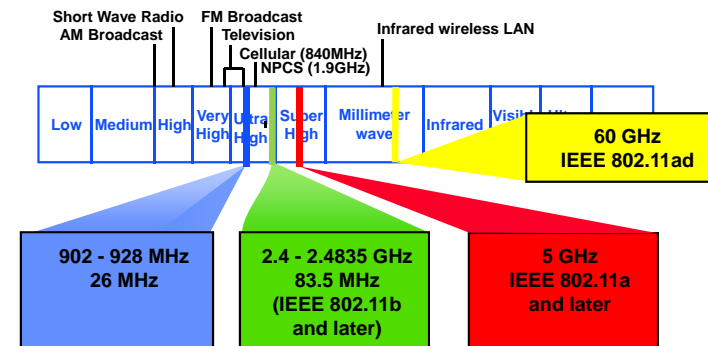 Short Wave Radio
AM Broadcast
FM Broadcast
Television
Infrared wireless LAN
Cellular (840MHz)
NPCS (1.9GHz)
Low
Medium
High
Very
High
Ultra
High
Super
High
Millimeter
wave
Infrared
60 GHz
IEEE 802.11ad
902 - 928 MHz
26 MHz
2.4 - 2.4835 GHz
83.5 MHz
(IEEE 802.11b
and later)
5 GHz
IEEE 802.11a
and later